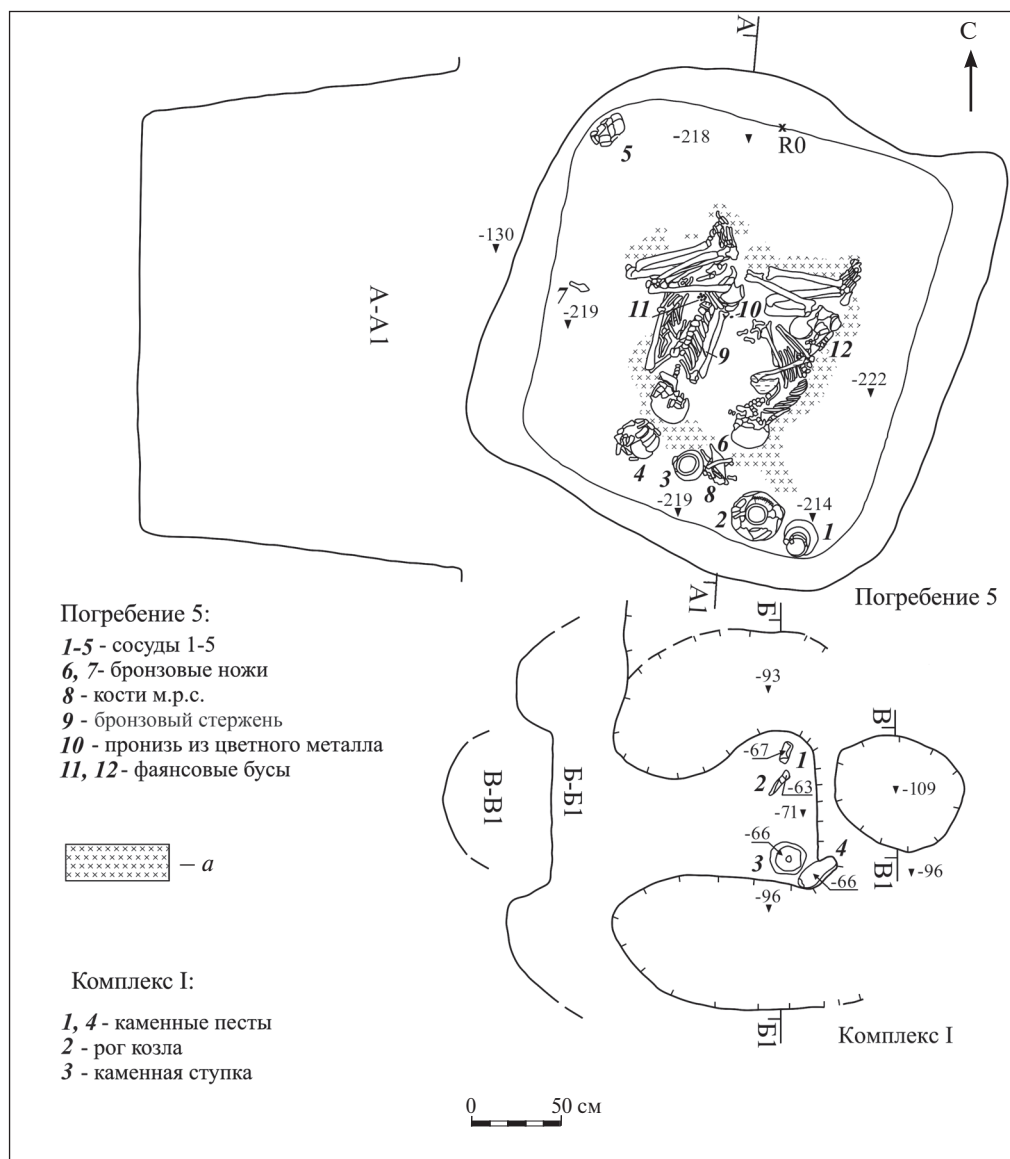 А
С
5
-218
R0
-130
7
-219
11
10
9
12
-222
А-А1
6
4
3
8
-219
2
-214
1
А1
Погребение 5
Погребение 5:
1-5 - сосуды 1-5
6, 7- бронзовые ножи
8 - кости м.р.с.
9 - бронзовый стержень
10 - пронизь из цветного металла
11, 12- фаянсовые бусы
– а
Б
-93
В
-67
1
2
-63
-71
-109
В-В1
Б-Б1
-66
3
4
-66
В1
-96
-96
Б1
Комплекс I
Комплекс I:
1, 4 - каменные песты
2 - рог козла
3 - каменная ступка
0 50 см